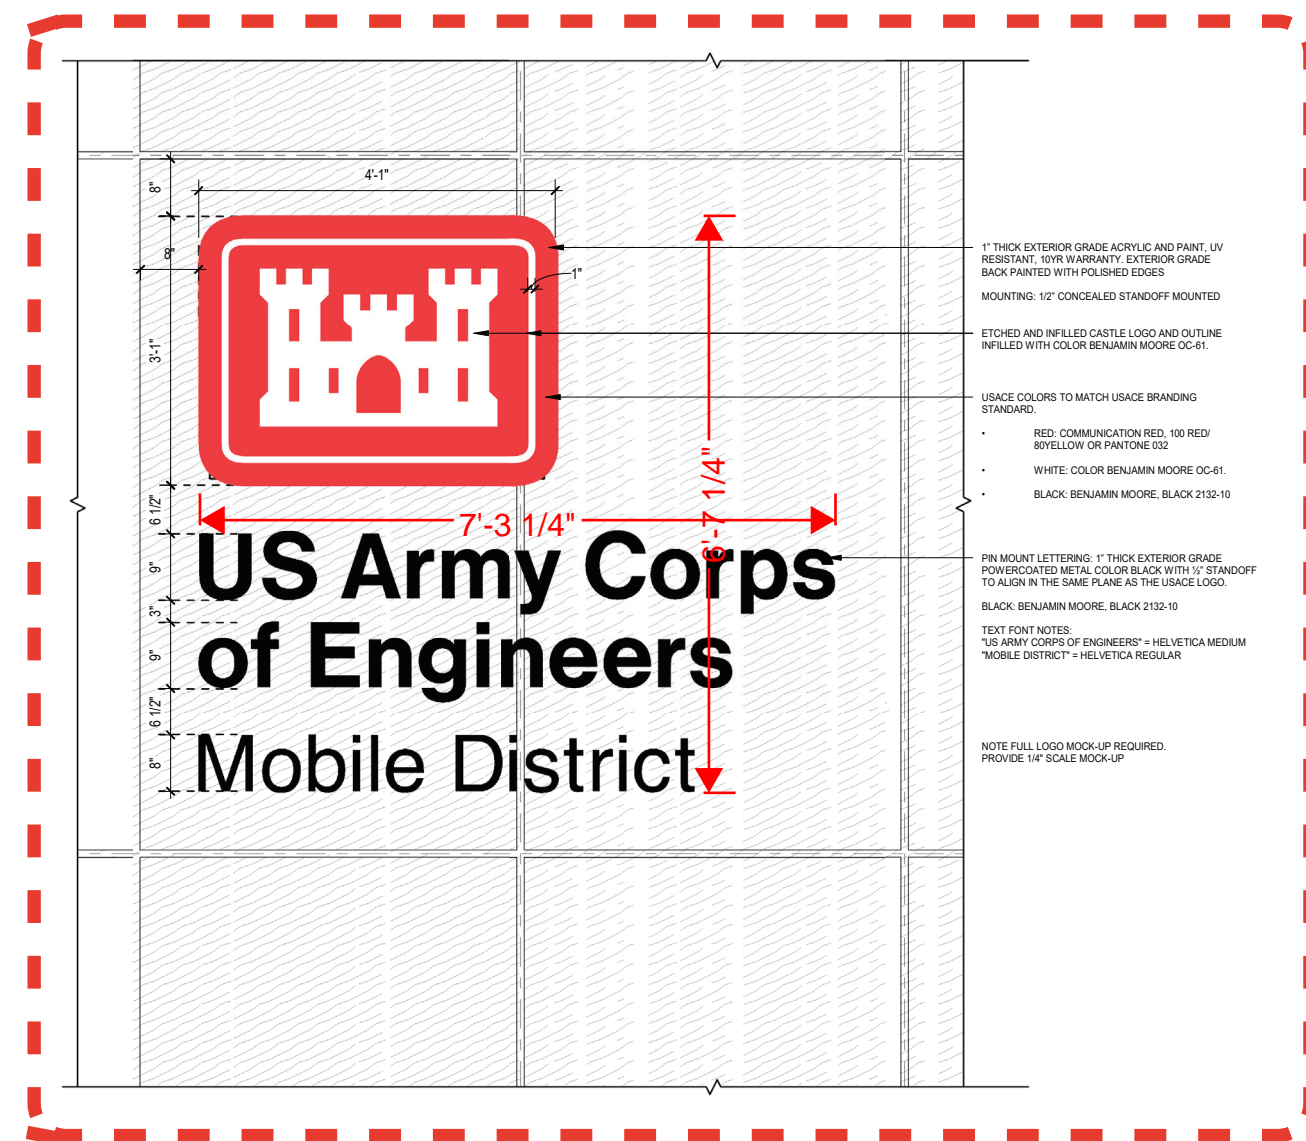 4'-1"
8"
8"
1"
3'-1"
6 1/2"
9"
3"
9"
6 1/2"
8"
7'-3 1/4"
6'-7 1/4"
US Army Corps
of Engineers
Mobile District
1" THICK EXTERIOR GRADE ACRYLIC AND PAINT, UV
RESISTANT, 10YR WARRANTY. EXTERIOR GRADE
BACK PAINTED WITH POLISHED EDGES
MOUNTING: 1/2" CONCEALED STANDOFF MOUNTED
ETCHED AND INFILLED CASTLE LOGO AND OUTLINE
INFILLED WITH COLOR BENJAMIN MOORE OC-61.
USACE COLORS TO MATCH USACE BRANDING
STANDARD.
• RED: COMMUNICATION RED, 100 RED/
80YELLOW OR PANTONE 032
• WHITE: COLOR BENJAMIN MOORE OC-61.
• BLACK: BENJAMIN MOORE, BLACK 2132-10
PIN MOUNT LETTERING: 1" THICK EXTERIOR GRADE
POWERCOATED METAL COLOR BLACK WITH ½" STANDOFF
TO ALIGN IN THE SAME PLANE AS THE USACE LOGO.
BLACK: BENJAMIN MOORE, BLACK 2132-10
TEXT FONT NOTES:
"US ARMY CORPS OF ENGINEERS" = HELVETICA MEDIUM
"MOBILE DISTRICT" = HELVETICA REGULAR
NOTE FULL LOGO MOCK-UP REQUIRED.
PROVIDE 1/4" SCALE MOCK-UP